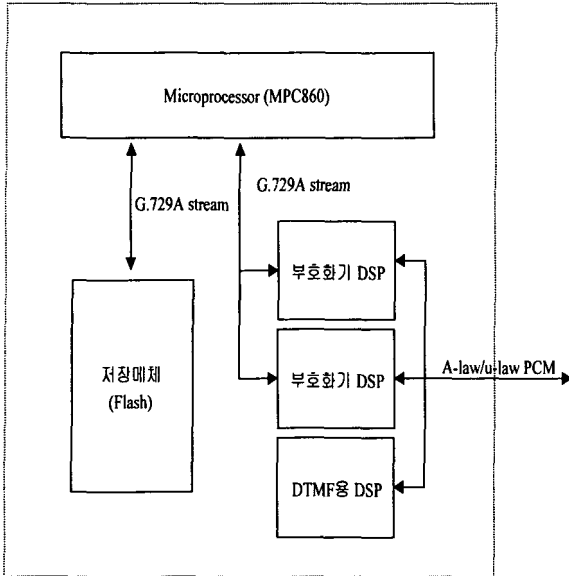 Microprocessor (MPC860)
G.729A stream
G.729A stream
부호화기 DSP
저장메체
(Flash)
부호화기 DSP
A-law/u-law PCM
DTMF용 DSP